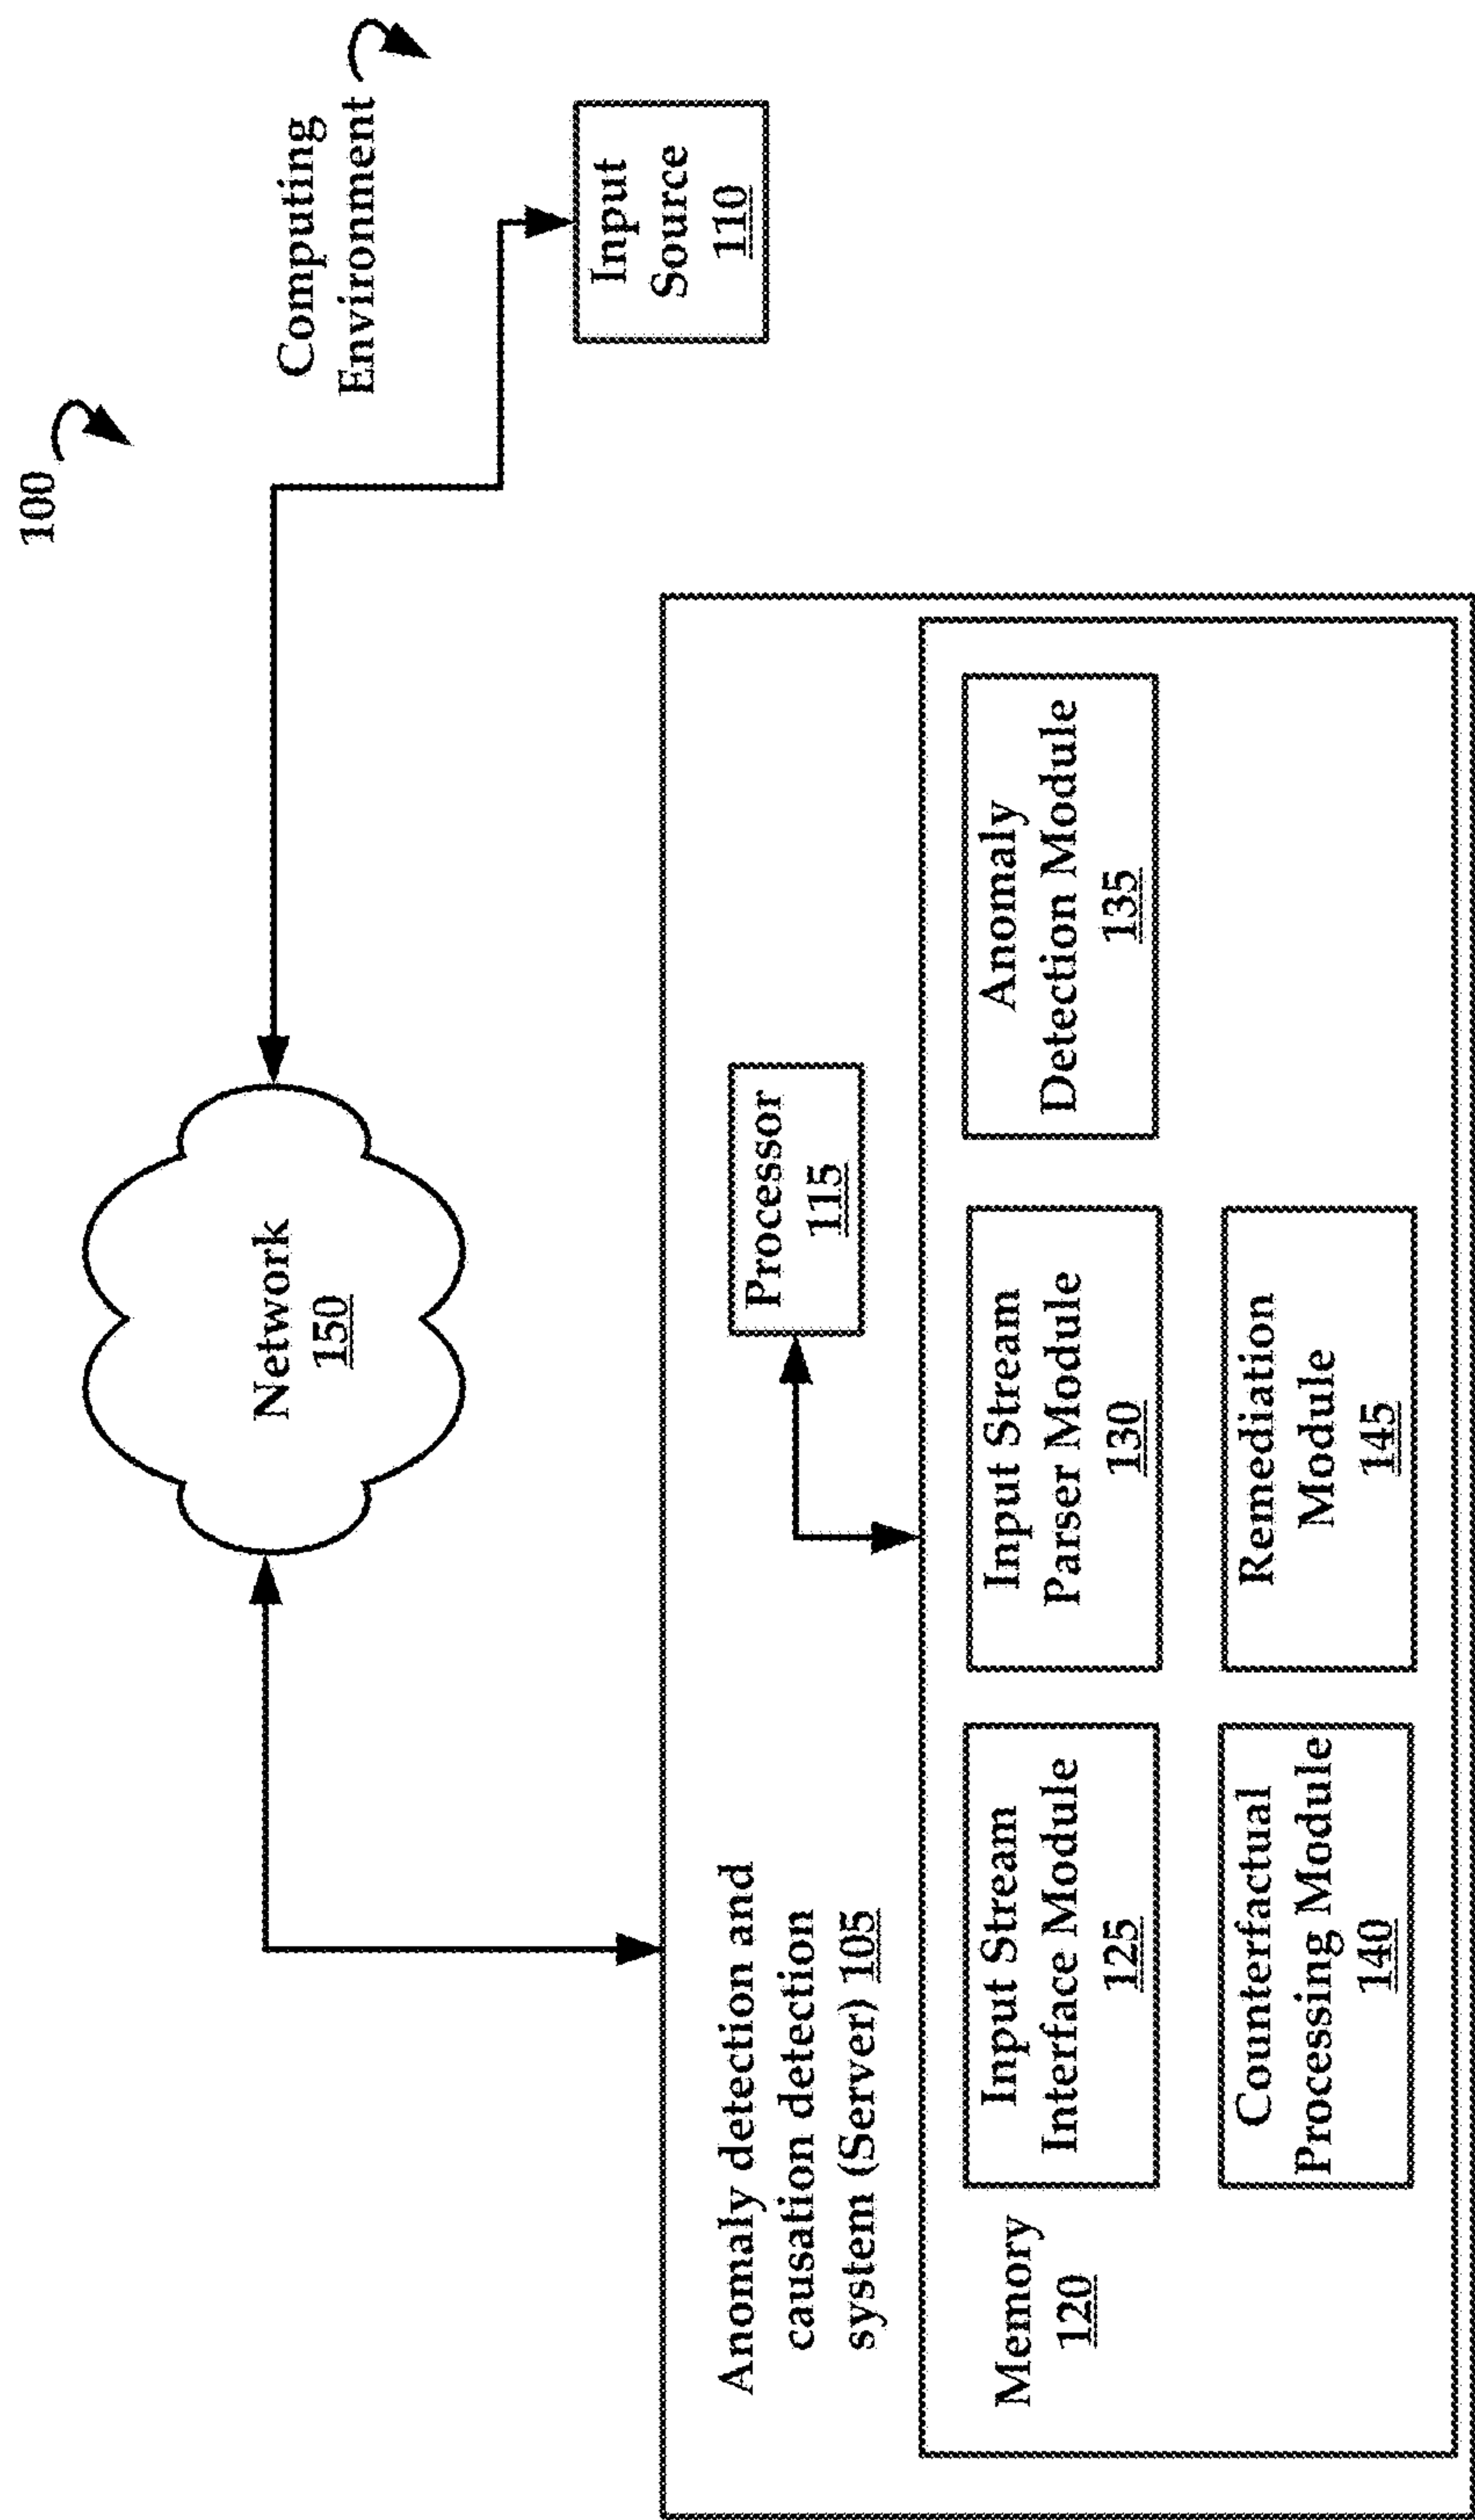 100
Computing
Environment
Network
150
Input
Source
110
Anomaly detection and
causation detection
system (Server) 105
Processor
115
Memory
120
Input Stream
Interface Module
125
Input Stream
Parser Module
130
Anomaly
Detection Module
135
Counterfactual
Processing Module
140
Remediation
Module
145